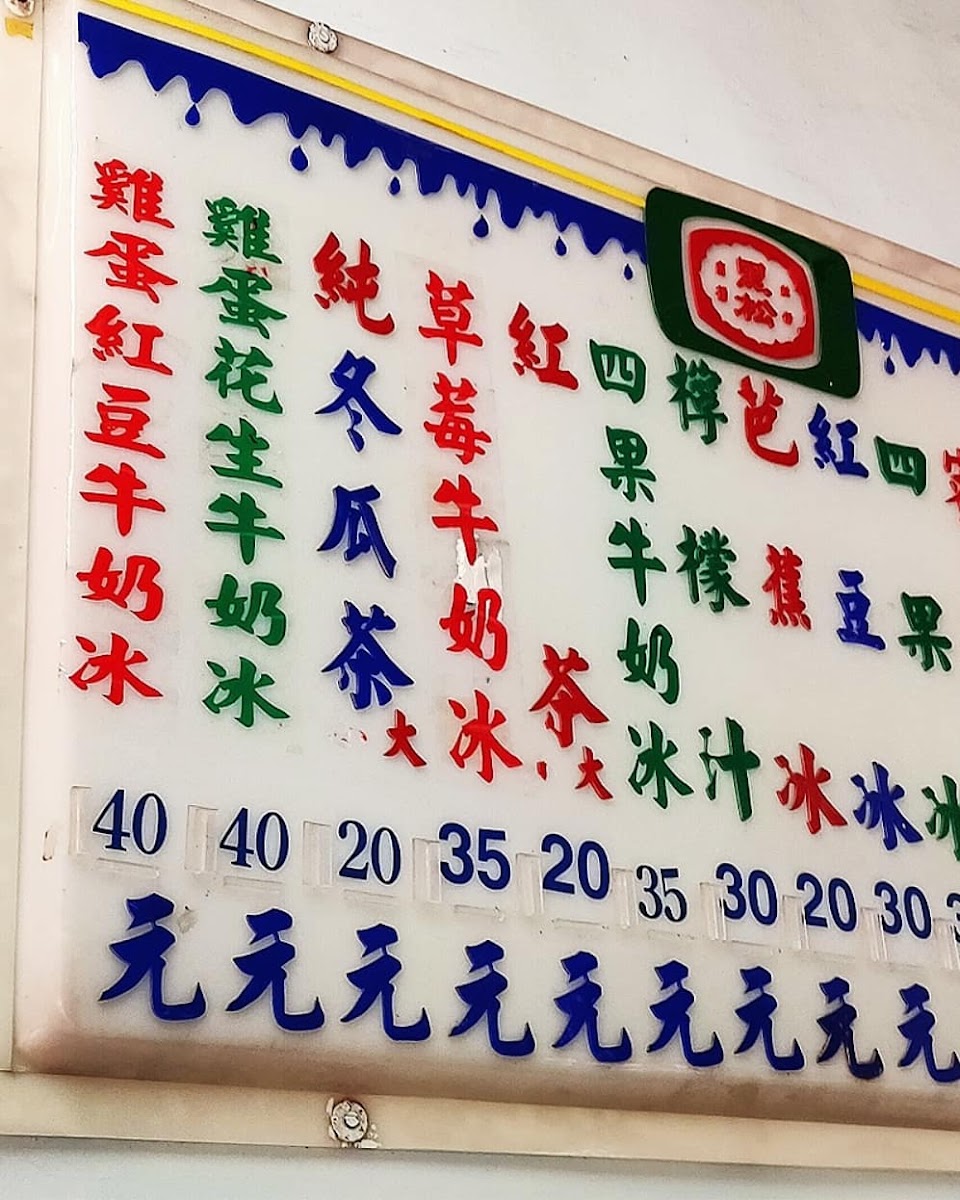 四果冰
紅豆冰 30元
芭蕉冰 20元
檸檬汁 30元
四果牛奶冰 35元
紅茶大 20元
草莓牛奶冰 35元
純冬瓜茶大 20元
雞蛋花生牛奶冰 40元
雞蛋紅豆牛奶冰 40元